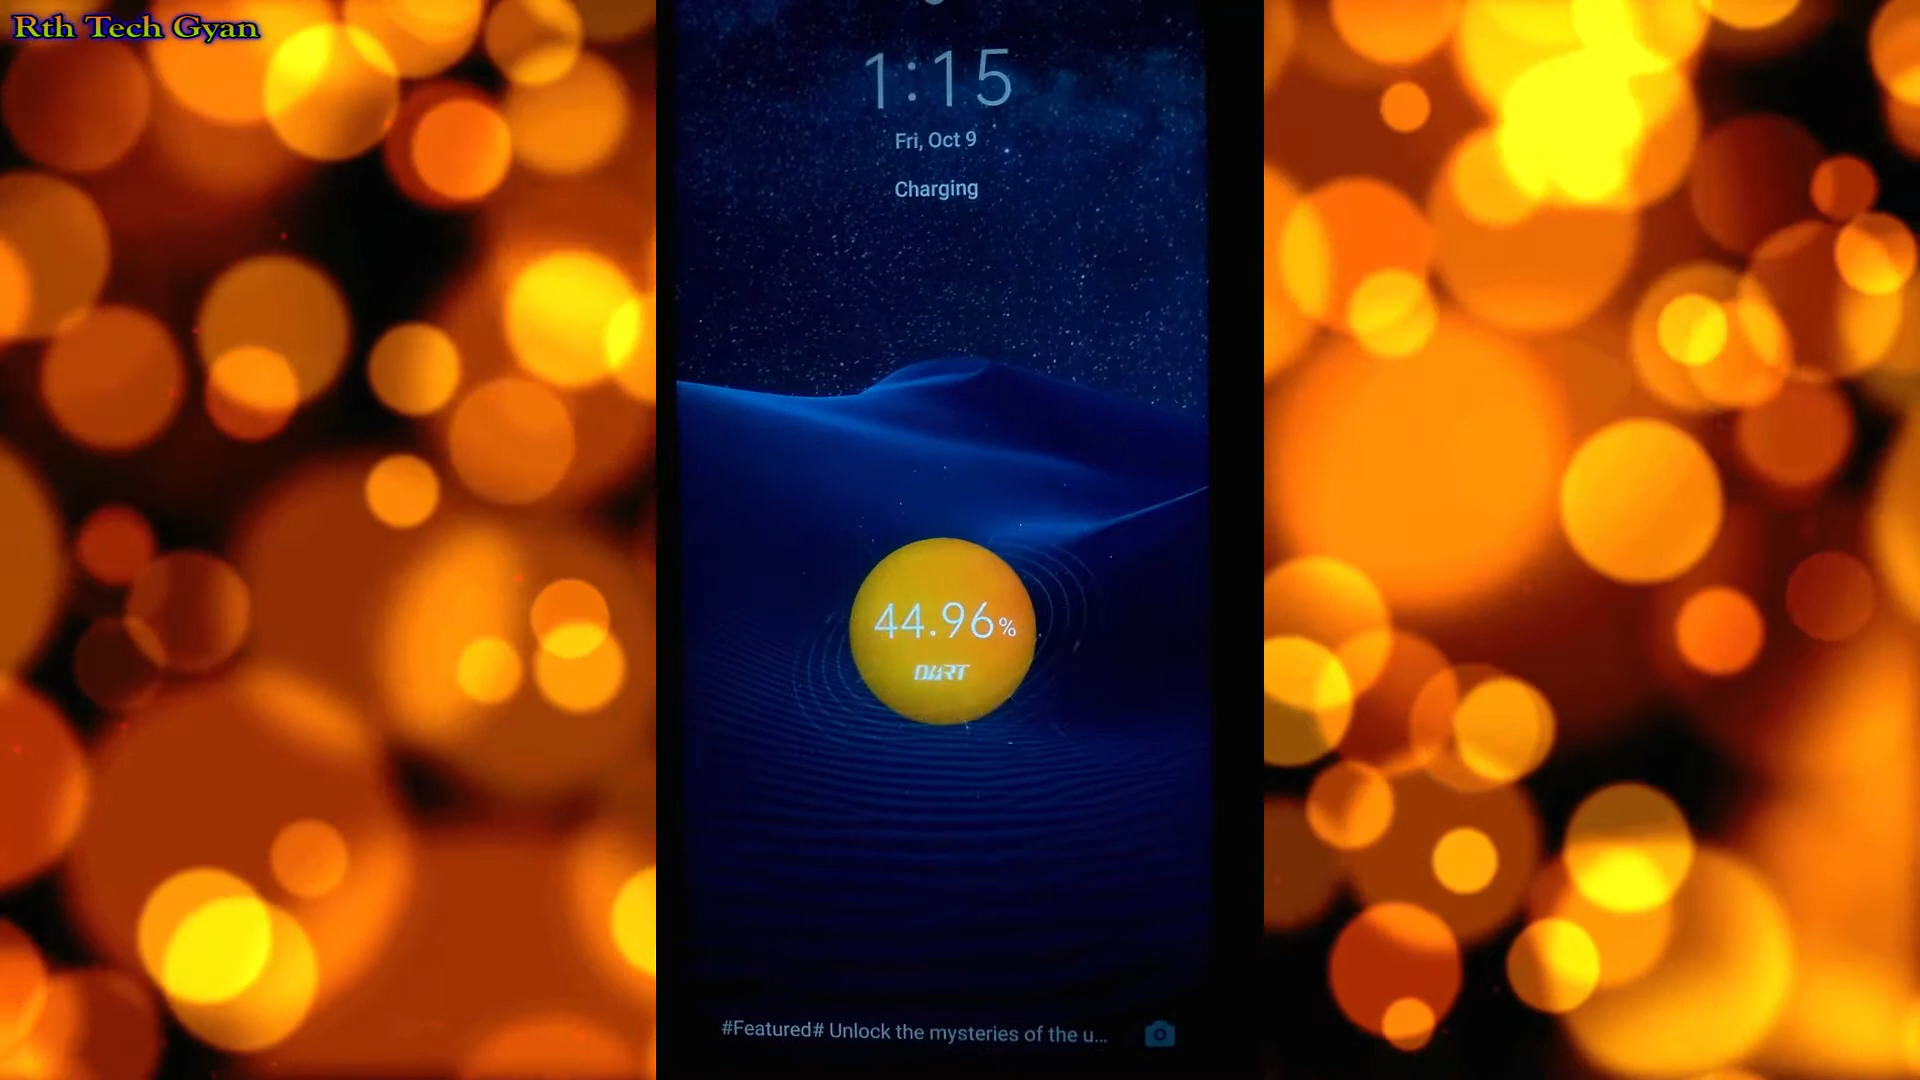 Rth Tech Gyan
1:15
Fri, Oct 9
Charging
44.96%
DART
#Featured# Unlock the mysteries of the u...